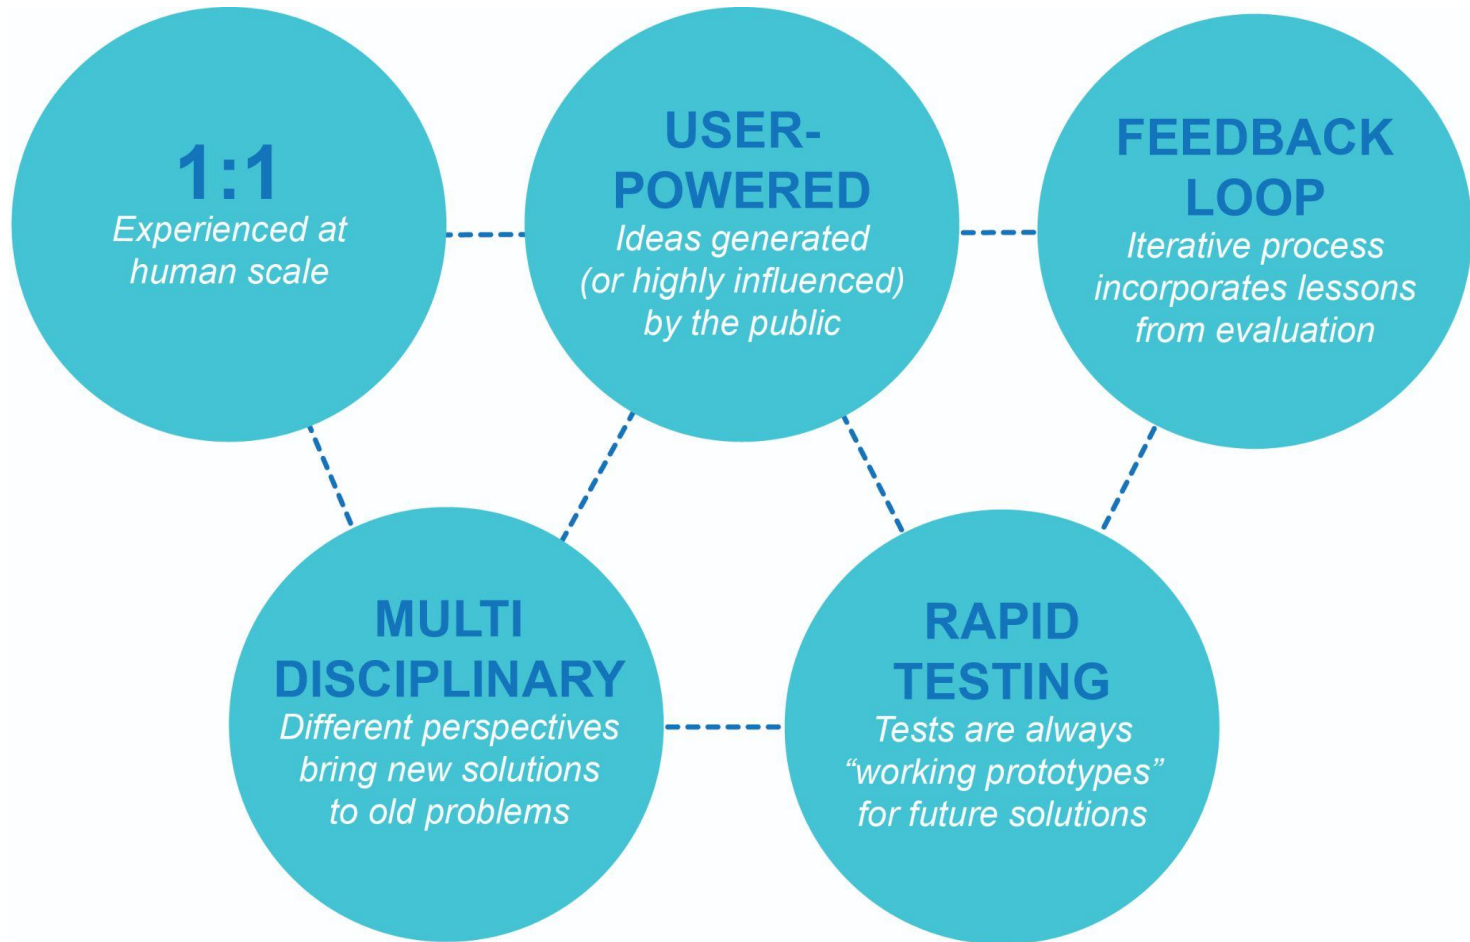 1:1
Experienced at
human scale
USER-
POWERED
Ideas generated
(or highly influenced)
by the public
FEEDBACK
LOOP
Iterative process
incorporates lessons
from evaluation
MULTI
DISCIPLINARY
Different perspectives
bring new solutions
to old problems
RAPID
TESTING
Tests are always
“working prototypes”
for future solutions